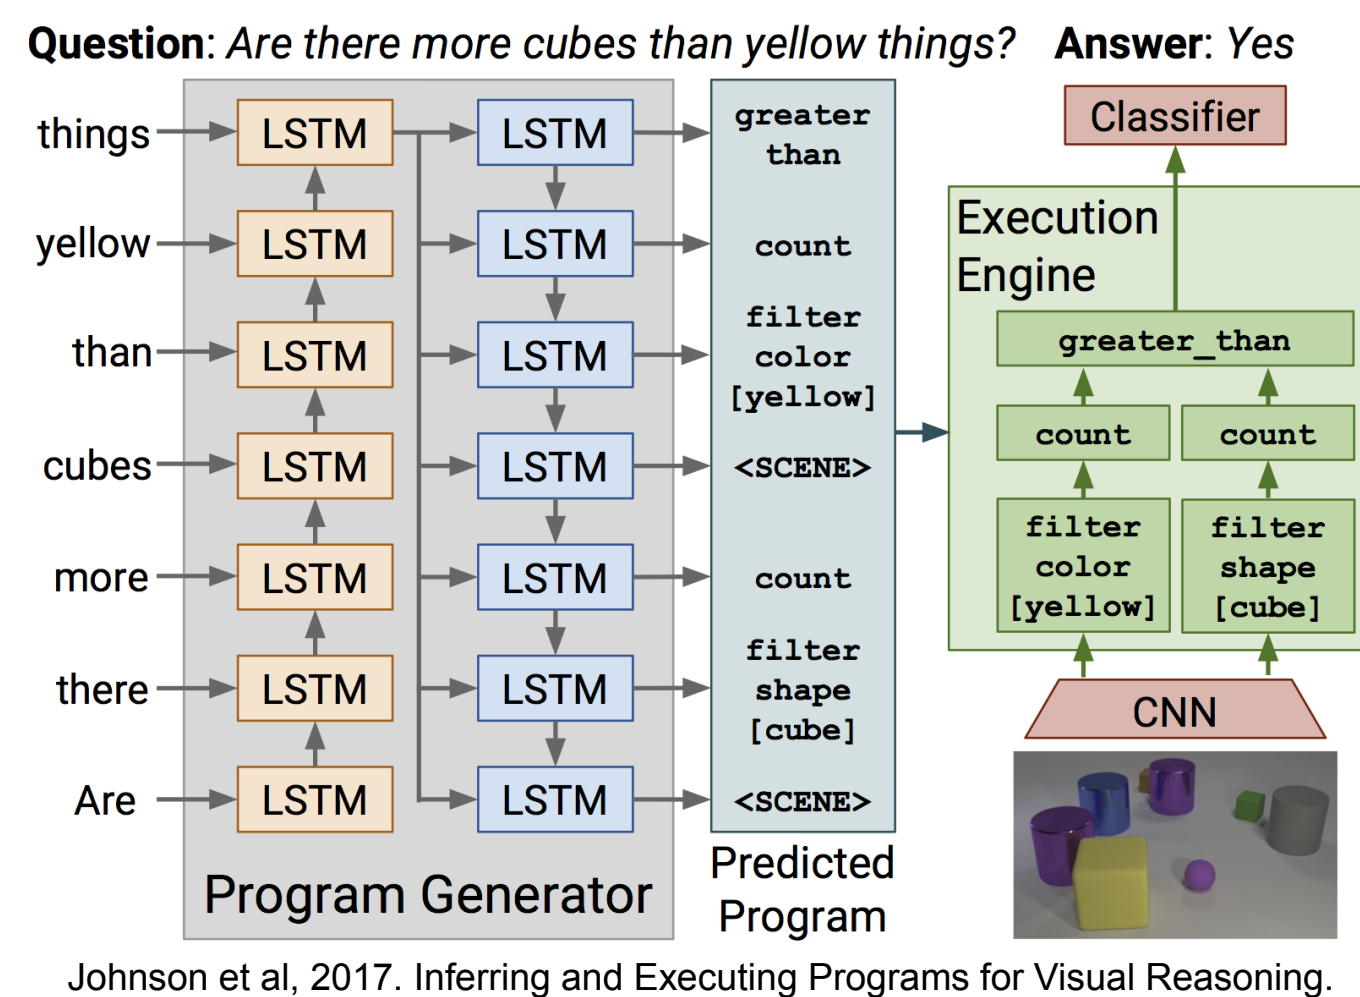 Question: Are there more cubes than yellow things? Answer: Yes
things
yellow
than
cubes
more
there
Are
LSTM
LSTM
LSTM
LSTM
LSTM
LSTM
LSTM
LSTM
LSTM
LSTM
LSTM
LSTM
LSTM
LSTM
Program Generator
greater
than
count
filter
color
[yellow]
<SCENE>
count
filter
shape
[cube]
<SCENE>
Predicted
Program
Classifier
Execution
Engine
greater_than
count
count
filter
color
[yellow]
filter
shape
[cube]
CNN
Johnson et al, 2017. Inferring and Executing Programs for Visual Reasoning.